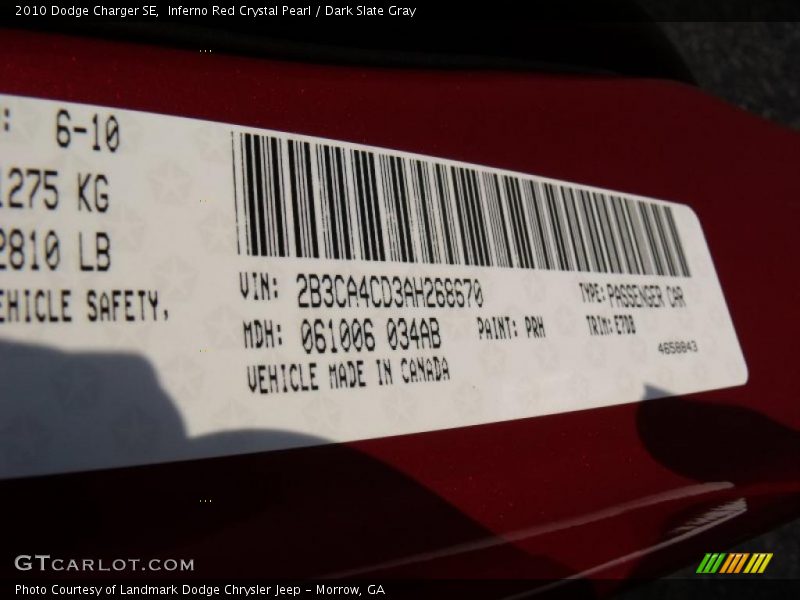 2010 Dodge Charger SE,  Inferno Red Crystal Pearl / Dark Slate Gray
: 6-10
1275 KG
2810 LB
EHICLE SAFETY,
VIN: 2B3CA4CD3AH268670
TYPE: PASSENGER CAR
MDH: 061006 034AB
PAINT: PRH
TRIM: E7DB
VEHICLE MADE IN CANADA
4658843
GTCARLOT.COM
Photo Courtesy of Landmark Dodge Chrysler Jeep – Morrow, GA